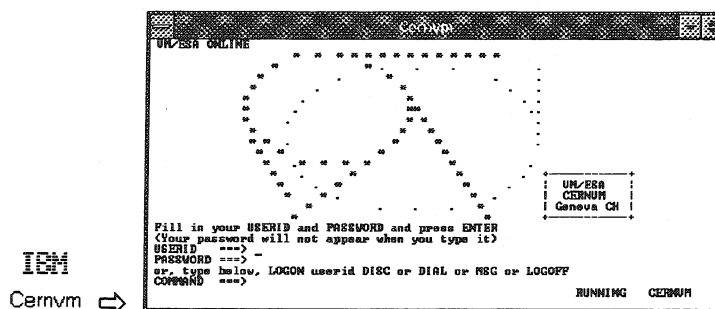 Cernvm
VM/ESA ONLINE
VM/ESA
CERNVM
Geneva CH
Fill in your USERID and PASSWORD and press ENTER
(Your password will not appear when you type it)
USERID ===>
PASSWORD ===> _
or, type below, LOGON userid DISC or DIAL or MSG or LOGOFF
COMMAND ===>
RUNNING CERNVM
IBM
Cernvm